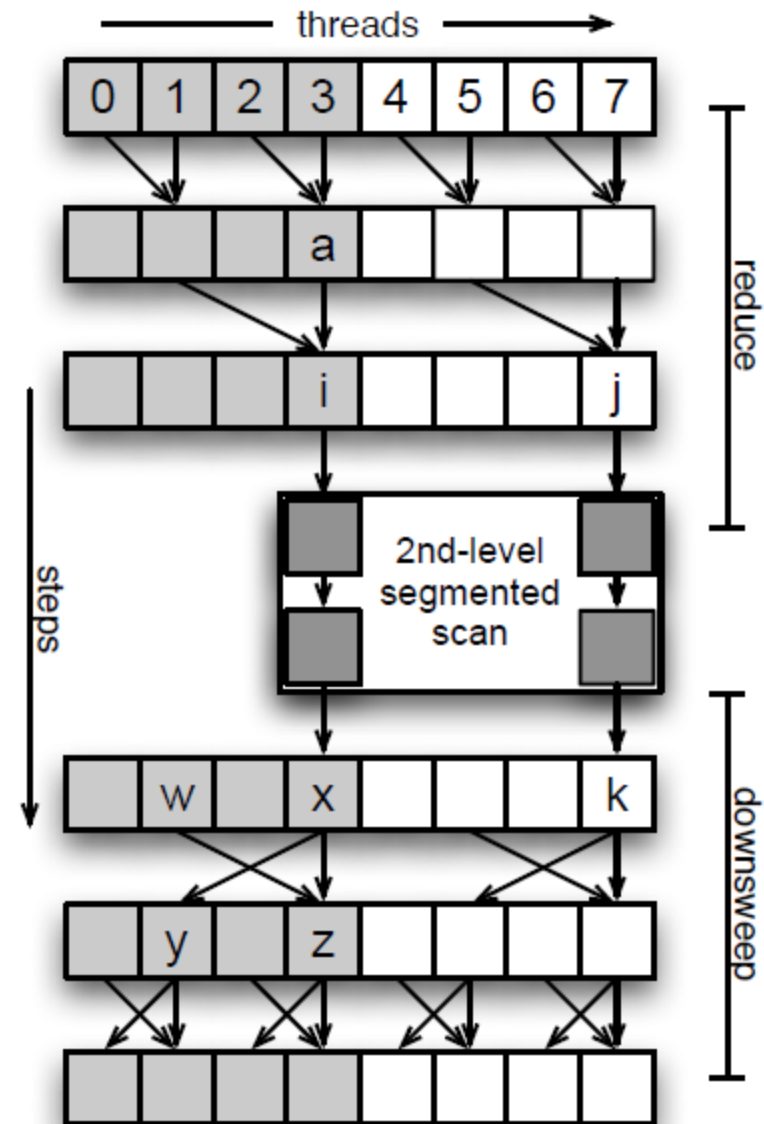 threads
0 1 2 3 4 5 6 7
a
reduce
i j
2nd-level
segmented
scan
steps
w x k
downsweep
y z